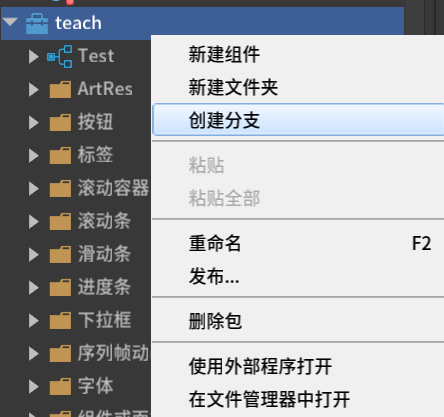 teach
Test
ArtRes
按钮
标签
滚动容器
滚动条
滑动条
进度条
下拉框
序列帧动
字体
新建组件
新建文件夹
创建分支
粘贴
粘贴全部
重命名 F2
发布...
删除包
使用外部程序打开
在文件管理器中打开